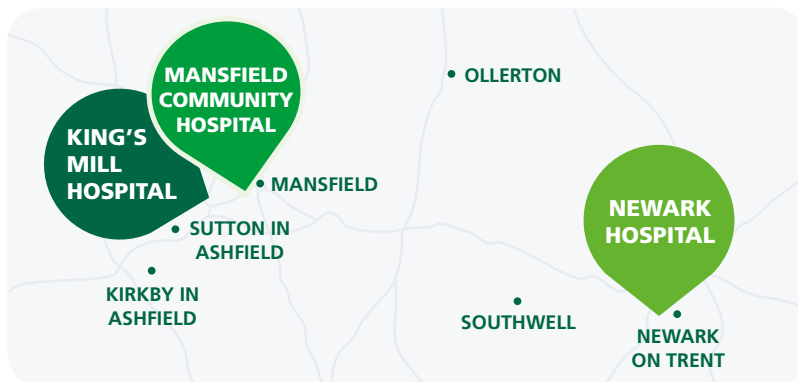 MANSFIELD
COMMUNITY
HOSPITAL
OLLERTON
KING'S
MILL
HOSPITAL
MANSFIELD
NEWARK
HOSPITAL
SUTTON IN
ASHFIELD
KIRKBY IN
ASHFIELD
SOUTHWELL
NEWARK
ON TRENT